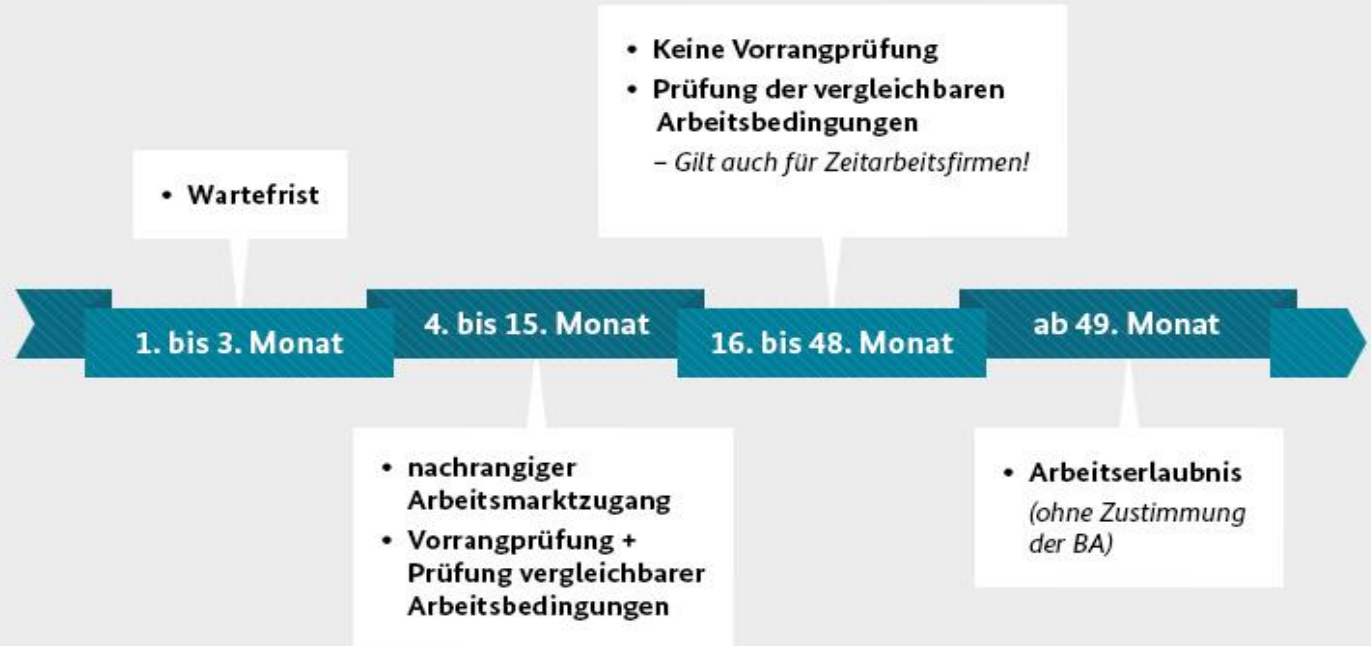 • Keine Vorrangprüfung
• Prüfung der vergleichbaren
Arbeitsbedingungen
– Gilt auch für Zeitarbeitsfirmen!
• Wartefrist
1. bis 3. Monat
4. bis 15. Monat
16. bis 48. Monat
ab 49. Monat
• nachrangiger
Arbeitsmarktzugang
• Vorrangprüfung +
Prüfung vergleichbarer
Arbeitsbedingungen
• Arbeitserlaubnis
(ohne Zustimmung
der BA)